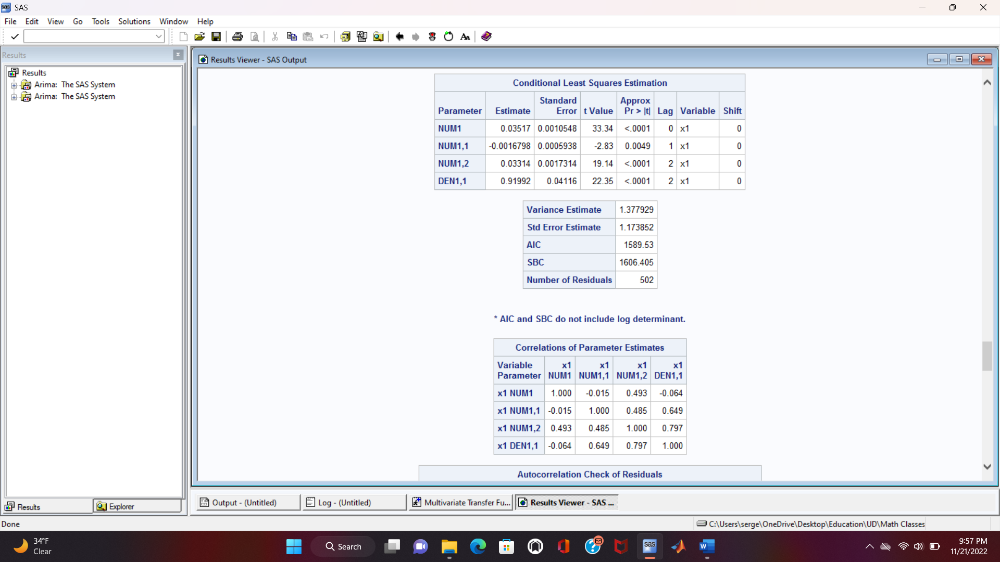 SAS
File Edit View Go Tools Solutions Window Help
Results
Results
Arima: The SAS System
Arima: The SAS System
Results Viewer - SAS Output
Conditional Least Squares Estimation
Parameter Estimate Standard Error t Value Approx Pr > |t| Lag Variable Shift
NUM1 0.03517 0.0010548 33.34 <.0001 0 x1 0
NUM1,1 -0.0016798 0.0005938 -2.83 0.0049 1 x1 0
NUM1,2 0.03314 0.0017314 19.14 <.0001 2 x1 0
DEN1,1 0.91992 0.04116 22.35 <.0001 2 x1 0
Variance Estimate 1.377929
Std Error Estimate 1.173852
AIC 1589.53
SBC 1606.405
Number of Residuals 502
* AIC and SBC do not include log determinant.
Correlations of Parameter Estimates
Variable x1 x1 x1 x1
Parameter NUM1 NUM1,1 NUM1,2 DEN1,1
x1 NUM1 1.000 -0.015 0.493 -0.064
x1 NUM1,1 -0.015 1.000 0.485 0.649
x1 NUM1,2 0.493 0.485 1.000 0.797
x1 DEN1,1 -0.064 0.649 0.797 1.000
Autocorrelation Check of Residuals
Results Explorer
Output - (Untitled) Log - (Untitled) Multivariate Transfer Fu... Results Viewer - SAS ...
Done C:\Users\serge\OneDrive\Desktop\Education\UD\Math Classes
34°F
Clear
Search
sas
9:57 PM
11/21/2022